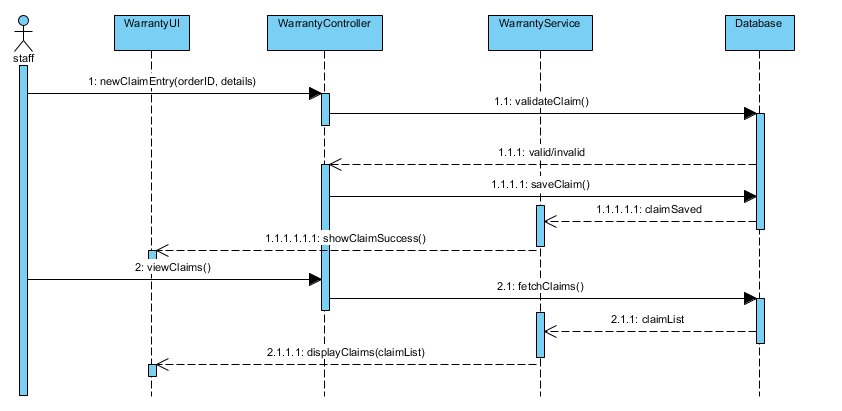 WarrantyUI
WarrantyController
WarrantyService
Database
staff
1: newClaimEntry(orderID, details)
1.1: validateClaim()
1.1.1: valid/invalid
1.1.1.1: saveClaim()
1.1.1.1.1: claimSaved
1.1.1.1.1.1: showClaimSuccess()
2: viewClaims()
2.1: fetchClaims()
2.1.1: claimList
2.1.1.1: displayClaims(claimList)